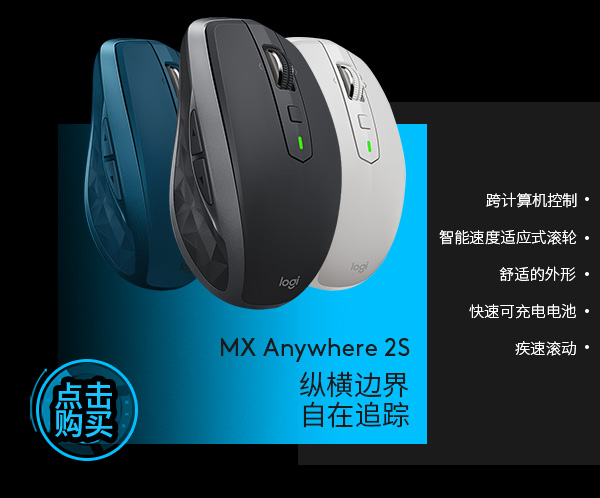 logi
logi
跨计算机控制 •
智能速度适应式滚轮 •
舒适的外形 •
快速可充电电池 •
疾速滚动 •
MX Anywhere 2S
纵横边界
自在追踪
点击
购买